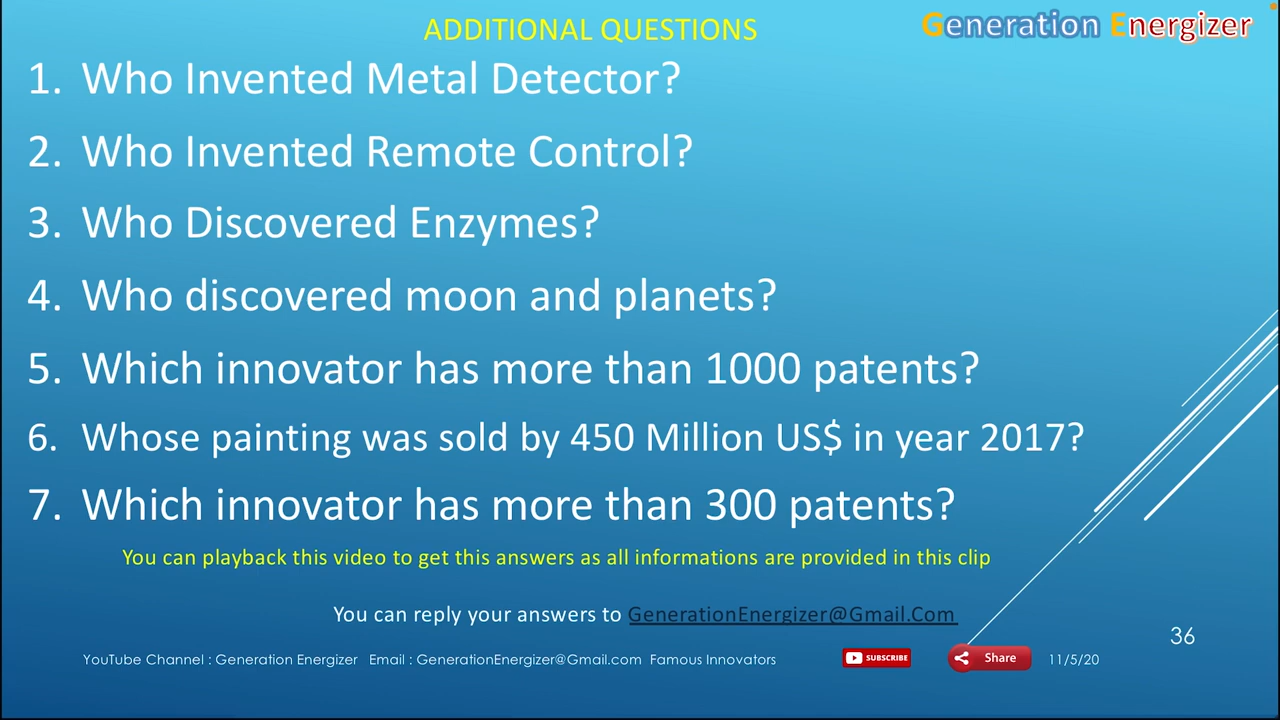 ADDITIONAL QUESTIONS
Generation Energizer
1. Who Invented Metal Detector?
2. Who Invented Remote Control?
3. Who Discovered Enzymes?
4. Who discovered moon and planets?
5. Which innovator has more than 1000 patents?
6. Whose painting was sold by 450 Million US$ in year 2017?
7. Which innovator has more than 300 patents?
You can playback this video to get this answers as all informations are provided in this clip
You can reply your answers to GenerationEnergizer@Gmail.Com
36
YouTube Channel : Generation Energizer Email : GenerationEnergizer@Gmail.com Famous Innovators SUBSCRIBE Share 11/5/20